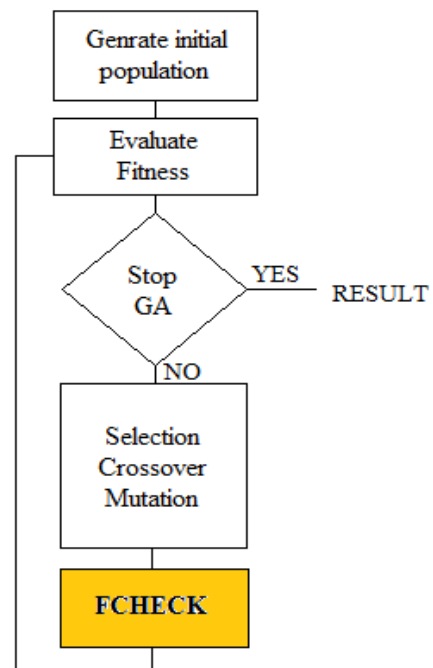 Genrate initial
population
Evaluate
Fitness
Stop
GA
YES
RESULT
NO
Selection
Crossover
Mutation
FCHECK